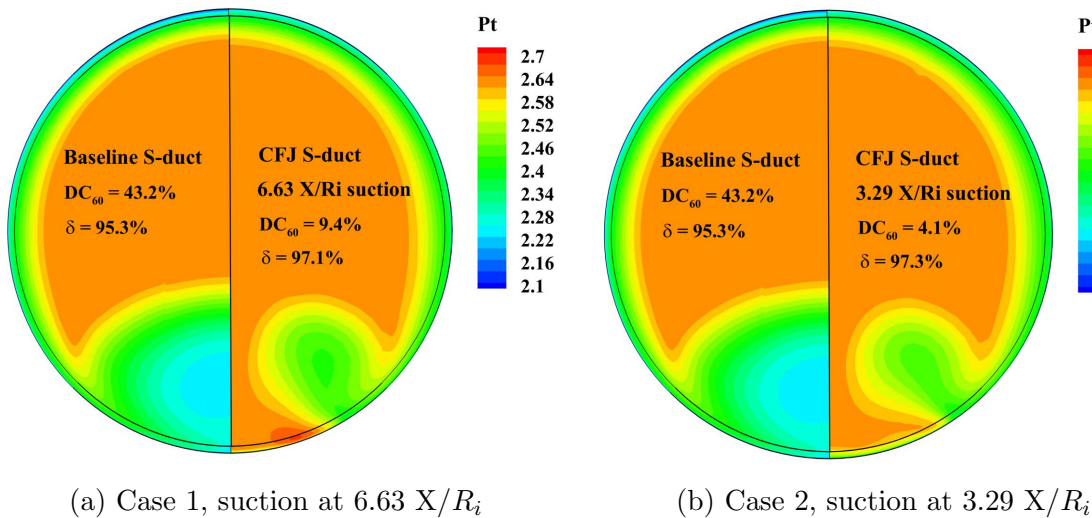 Pt
2.7
2.64
2.58
2.46
2.4
2.34
2.28
2.22
2.16
2.1
Baseline S-duct
DC₆₀ = 43.2%
δ = 95.3%
CFJ S-duct
6.63 X/Ri suction
DC₆₀ = 9.4%
δ = 97.1%
(a) Case 1, suction at 6.63 X/Rᵢ
P
Baseline S-duct
DC₆₀ = 43.2%
δ = 95.3%
CFJ S-duct
3.29 X/Ri suction
DC₆₀ = 4.1%
δ = 97.3%
(b) Case 2, suction at 3.29 X/Rᵢ